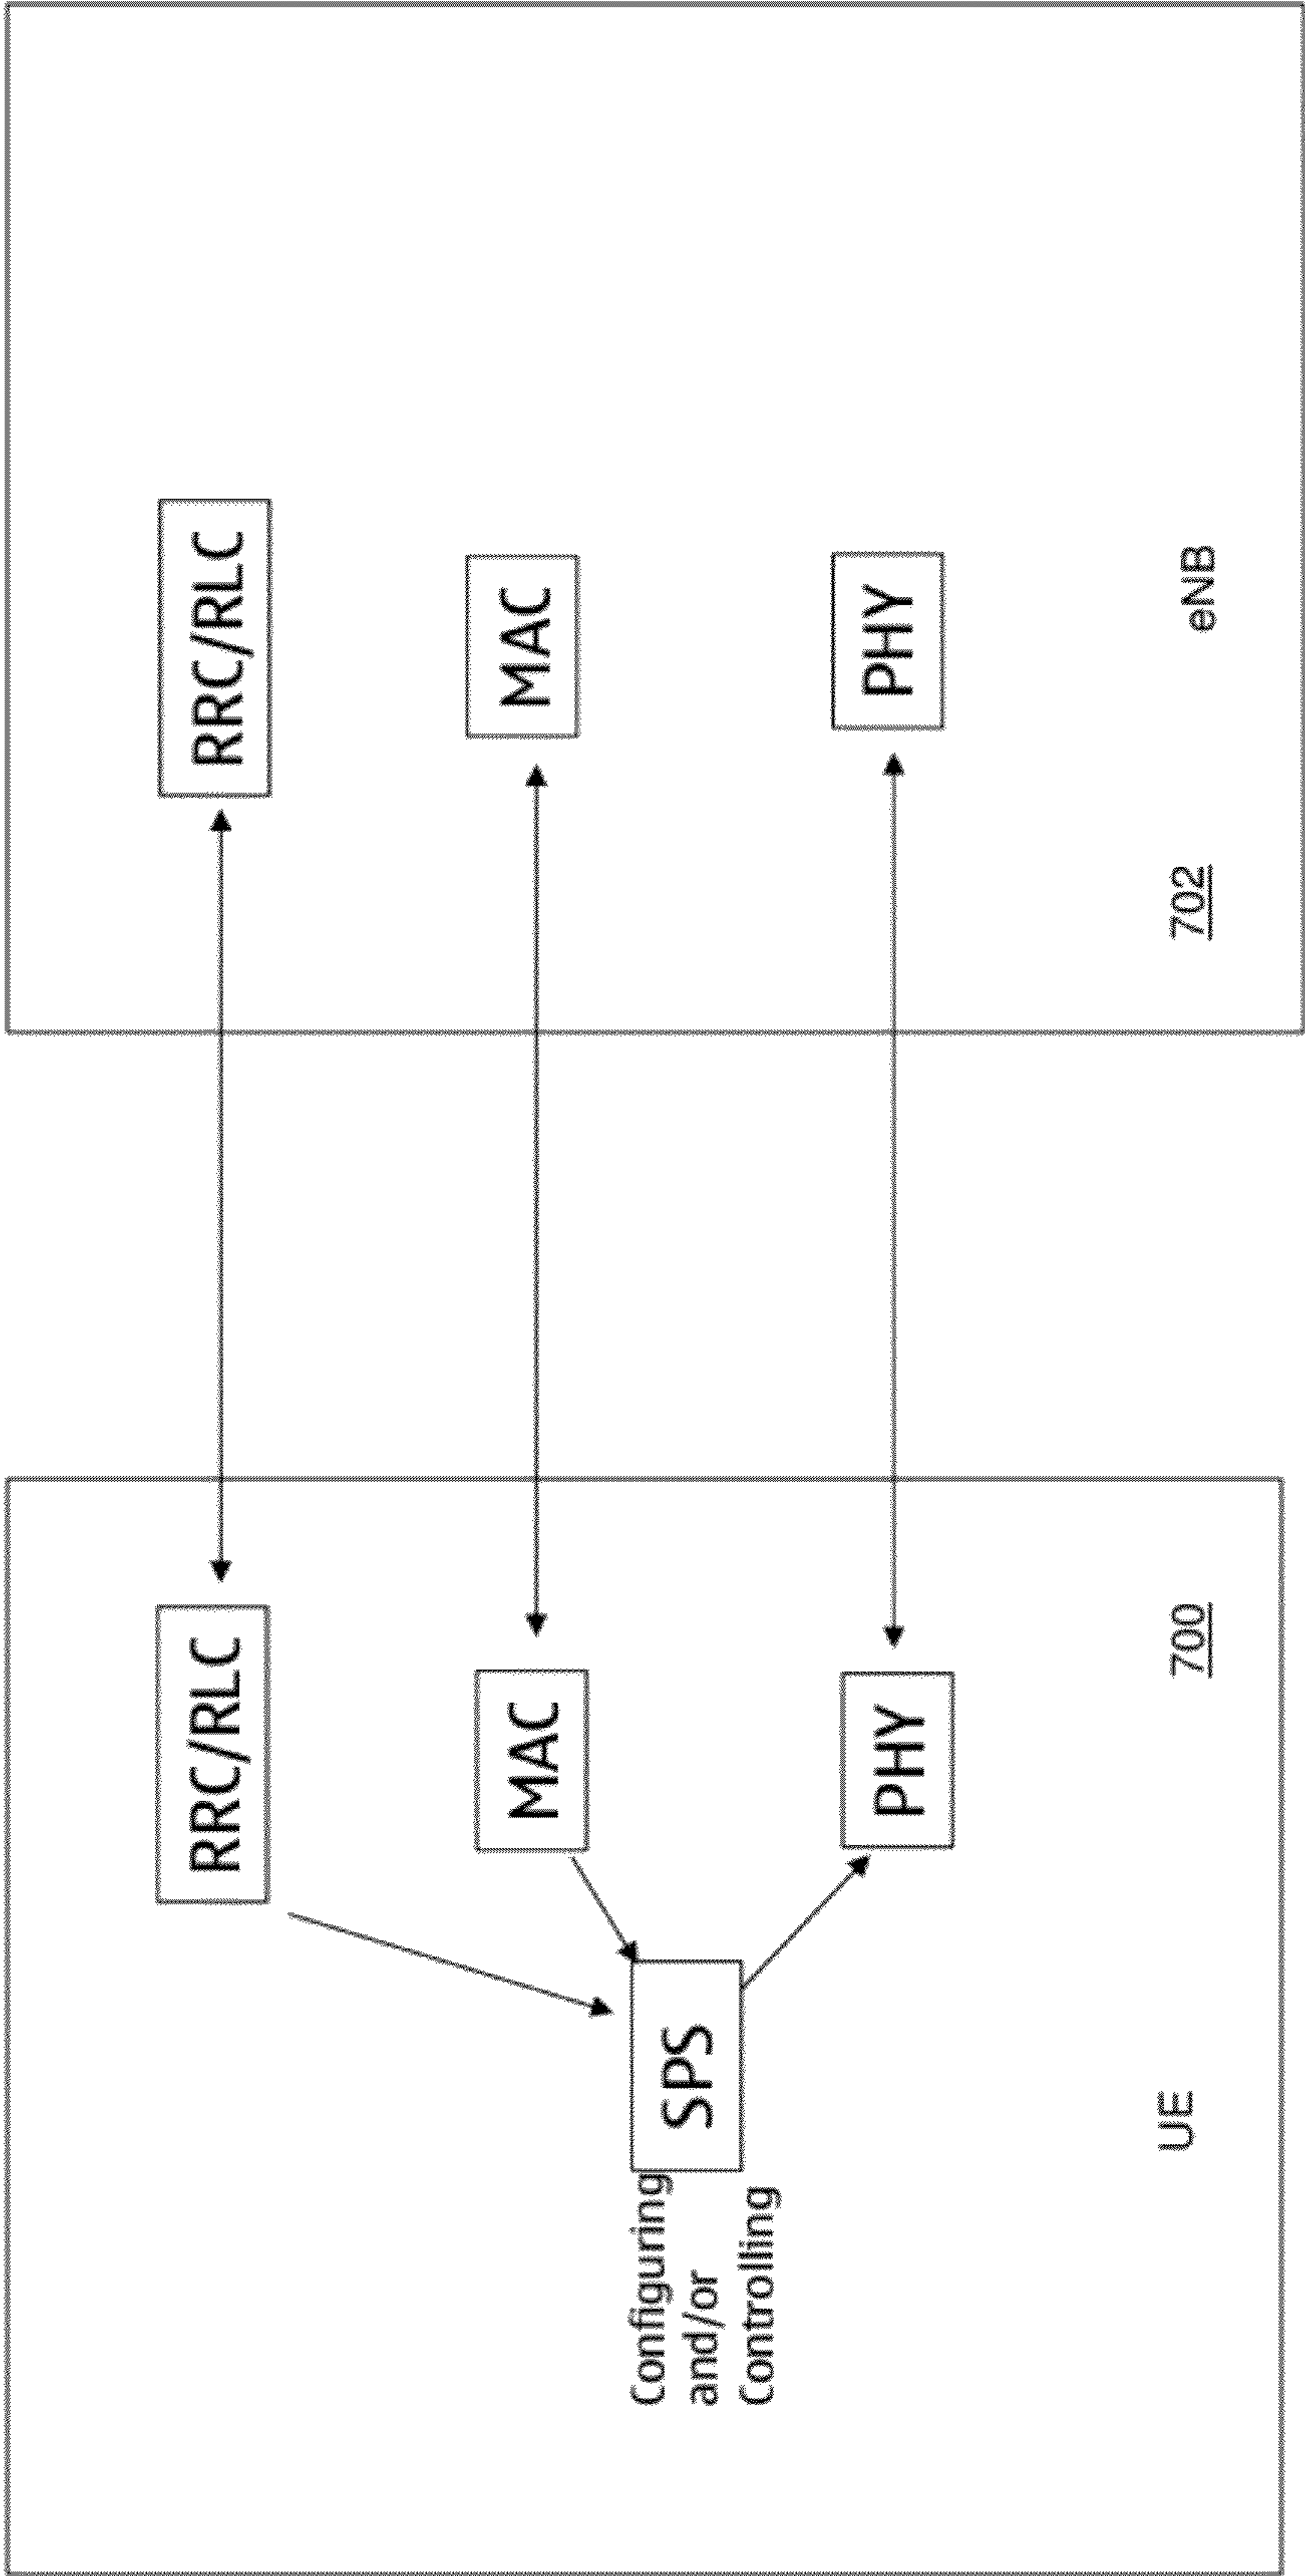 RRC/RLC
RRC/RLC
MAC
MAC
Configuring
and/or
Controlling
SPS
PHY
PHY
UE
700
702
eNB